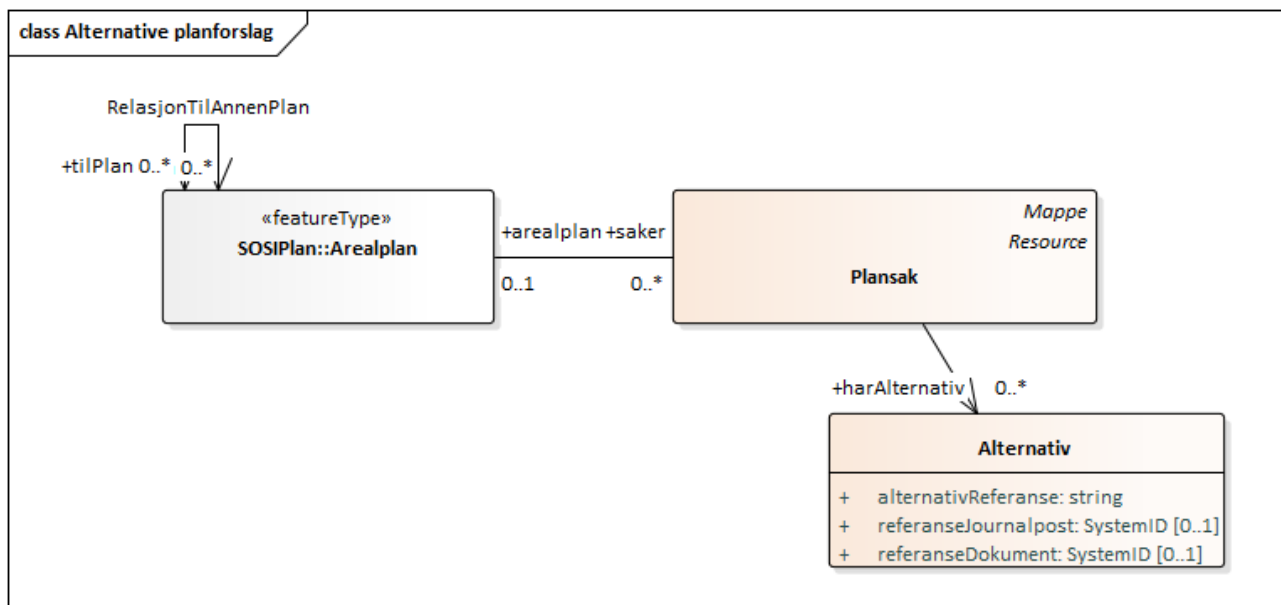 class Alternative planforslag
RelasjonTilAnnenPlan
+tilPlan 0..* 0..*
«featureType»
SOSIPlan::Arealplan
+arealplan +saker
0..1 0..*
Mappe
Resource
Plansak
+harAlternativ 0..*
Alternativ
+ alternativReferanse: string
+ referanseJournalpost: SystemID [0..1]
+ referanseDokument: SystemID [0..1]